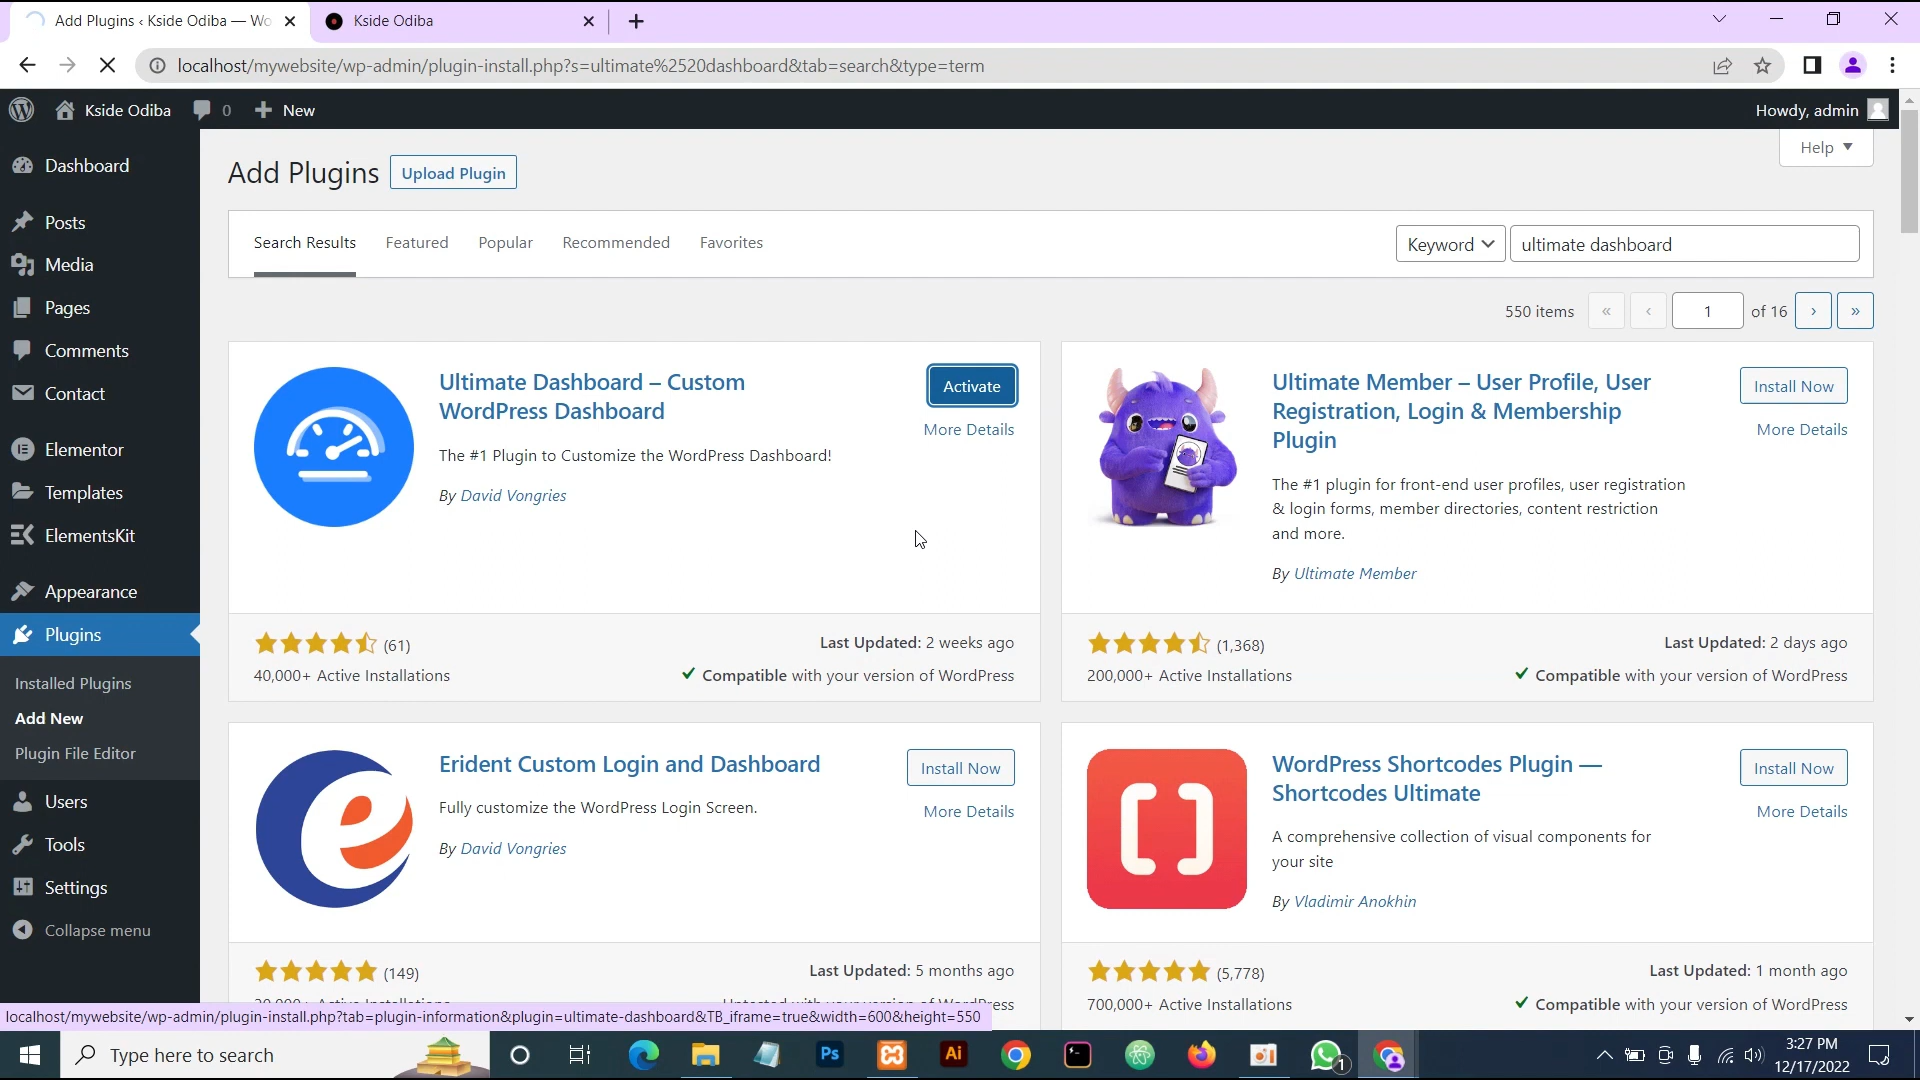 Add Plugins ‹ Kside Odiba — Wo
Kside Odiba
localhost/mywebsite/wp-admin/plugin-install.php?s=ultimate%2520dashboard&tab=search&type=term
Kside Odiba
0
New
Howdy, admin
Help
Dashboard
Posts
Media
Pages
Comments
Contact
Elementor
Templates
ElementsKit
Appearance
Plugins
Installed Plugins
Add New
Plugin File Editor
Users
Tools
Settings
Collapse menu
Add Plugins
Upload Plugin
Search Results
Featured
Popular
Recommended
Favorites
Keyword
ultimate dashboard
550 items
«
‹
1
of 16
›
»
Ultimate Dashboard – Custom
WordPress Dashboard
Activate
More Details
The #1 Plugin to Customize the WordPress Dashboard!
By David Vongries
(61)
Last Updated: 2 weeks ago
40,000+ Active Installations
Compatible with your version of WordPress
Ultimate Member – User Profile, User
Registration, Login & Membership
Plugin
Install Now
More Details
The #1 plugin for front-end user profiles, user registration
& login forms, member directories, content restriction
and more.
By Ultimate Member
(1,368)
Last Updated: 2 days ago
200,000+ Active Installations
Compatible with your version of WordPress
Erident Custom Login and Dashboard
Install Now
More Details
Fully customize the WordPress Login Screen.
By David Vongries
(149)
Last Updated: 5 months ago
Active Installations
Untested with your version of WordPress
WordPress Shortcodes Plugin —
Shortcodes Ultimate
Install Now
More Details
A comprehensive collection of visual components for
your site
By Vladimir Anokhin
(5,778)
Last Updated: 1 month ago
700,000+ Active Installations
Compatible with your version of WordPress
localhost/mywebsite/wp-admin/plugin-install.php?tab=plugin-information&plugin=ultimate-dashboard&TB_iframe=true&width=600&height=550
Type here to search
Ps
Ai
1
3:27 PM
12/17/2022